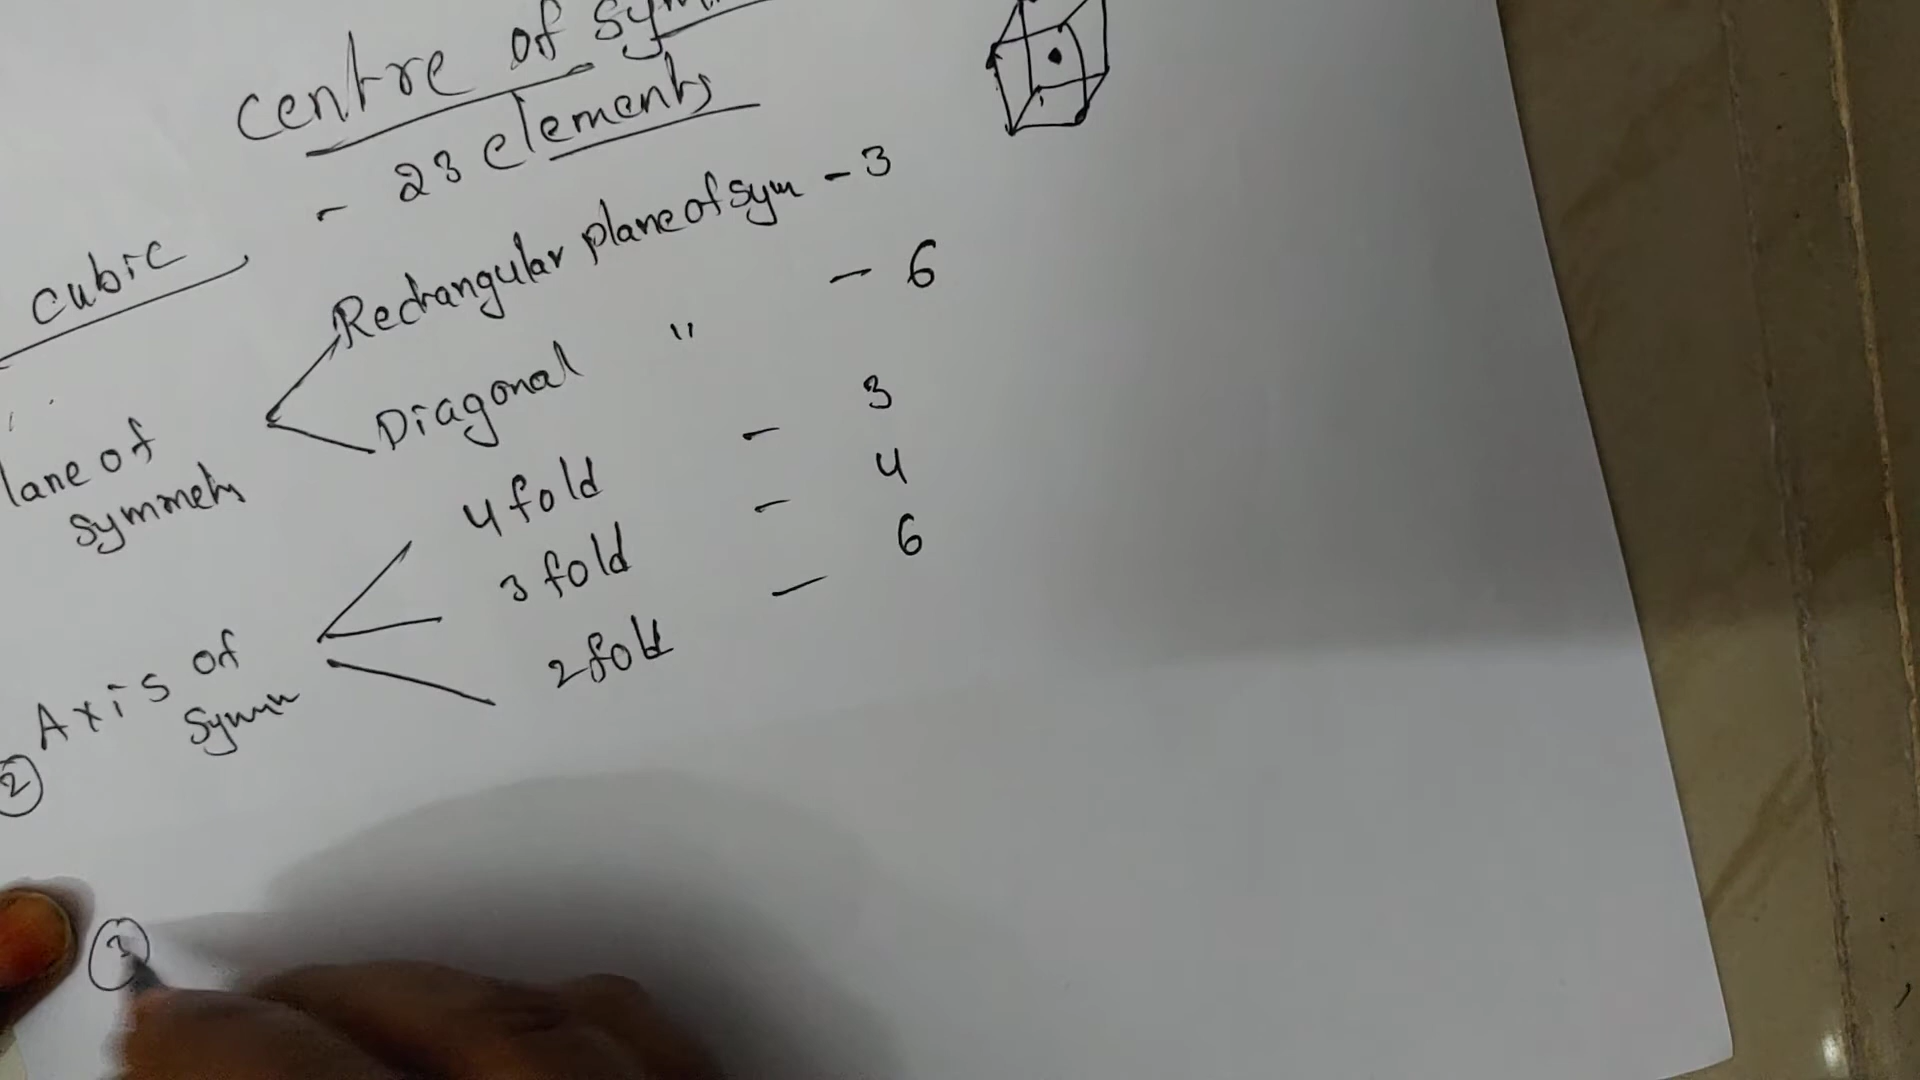 centre of sym
- 23 elements
cubic
Rectangular plane of sym - 3
Diagonal " - 6
lane of
symmetry
4 fold - 3
3 fold - 4
2 fold - 6
② Axis of
Symm
③